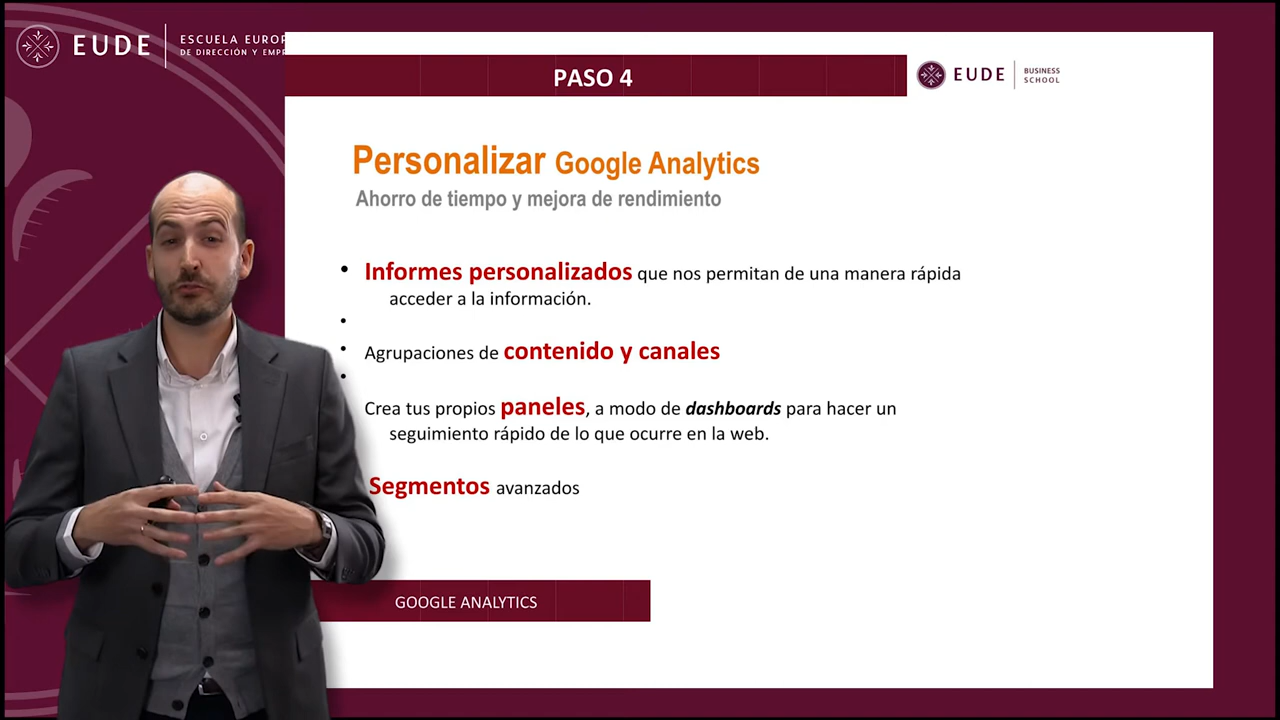 EUDE
ESCUELA EUROP
DE DIRECCIÓN Y EMPR
PASO 4
EUDE
BUSINESS
SCHOOL
Personalizar Google Analytics
Ahorro de tiempo y mejora de rendimiento
• Informes personalizados que nos permitan de una manera rápida
acceder a la información.
•
• Agrupaciones de contenido y canales
•
Crea tus propios paneles, a modo de dashboards para hacer un
seguimiento rápido de lo que ocurre en la web.
Segmentos avanzados
GOOGLE ANALYTICS